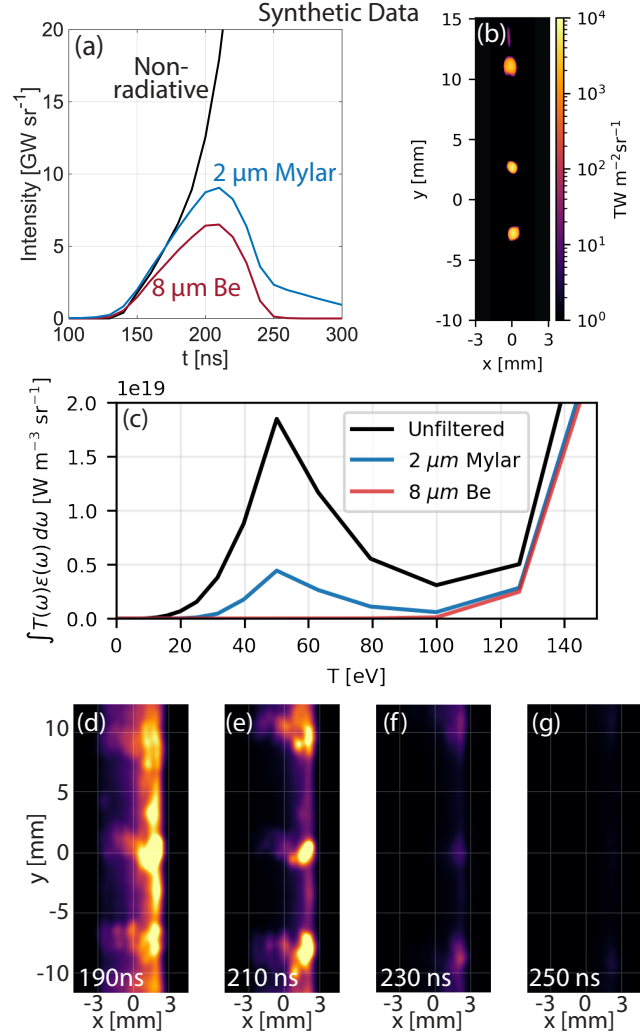 Synthetic Data
(a)
20
15
10
5
0
Intensity [GW sr⁻¹]
Non-
radiative
2 µm Mylar
8 µm Be
100 150 200 250 300
t [ns]
(b)
15
10
5
0
-5
-10
y [mm]
-3 0 3
x [mm]
10⁴
10³
10²
10¹
10⁰
TW m⁻²sr⁻¹
1e19
(c)
2.0
1.5
1.0
0.5
0.0
∫T(ω)ε(ω) dω [W m⁻³ sr⁻¹]
Unfiltered
2 µm Mylar
8 µm Be
0 20 40 60 80 100 120 140
T [eV]
(d) (e) (f) (g)
10
5
0
-5
-10
y [mm]
190ns 210 ns 230 ns 250 ns
-3 0 3 -3 0 3 -3 0 3 -3 0 3
x [mm] x [mm] x [mm] x [mm]